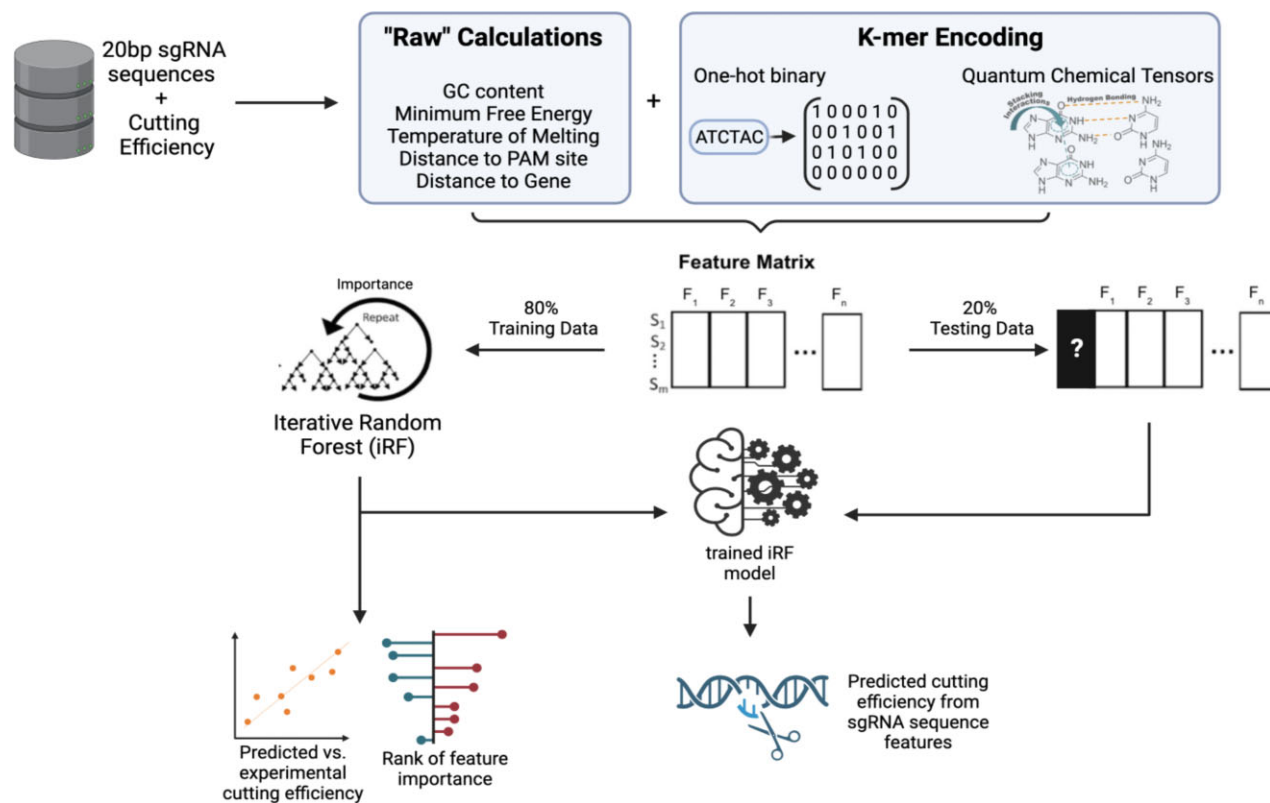 20bp sgRNA
sequences
+
Cutting
Efficiency
"Raw" Calculations
GC content
Minimum Free Energy
Temperature of Melting
Distance to PAM site
Distance to Gene
+
K-mer Encoding
One-hot binary
ATCTAC
1 0 0 0 1 0
0 0 1 0 0 1
0 1 0 1 0 0
0 0 0 0 0 0
Quantum Chemical Tensors
Stacking
Interactions
Hydrogen Bonding
O
NH₂
N
NH
N
N
H
N
NH₂
O
N
H
O
NH₂
N
NH
N
N
H
N
NH₂
O
N
H
Feature Matrix
F₁ F₂ F₃ Fₙ
S₁
S₂
⋮
Sₘ
...
80%
Training Data
20%
Testing Data
F₁ F₂ F₃ Fₙ
?
...
Importance
Repeat
Iterative Random
Forest (iRF)
trained iRF
model
Predicted vs.
experimental
cutting efficiency
Rank of feature
importance
Predicted cutting
efficiency from
sgRNA sequence
features